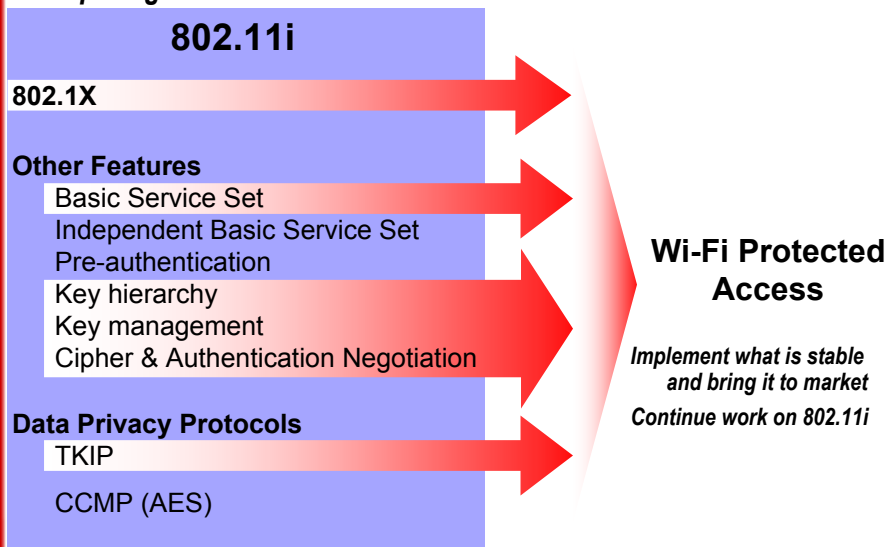 802.11i
802.1X
Other Features
Basic Service Set
Independent Basic Service Set
Pre-authentication
Key hierarchy
Key management
Cipher & Authentication Negotiation
Data Privacy Protocols
TKIP
CCMP (AES)
Wi-Fi Protected
Access
Implement what is stable
and bring it to market
Continue work on 802.11i